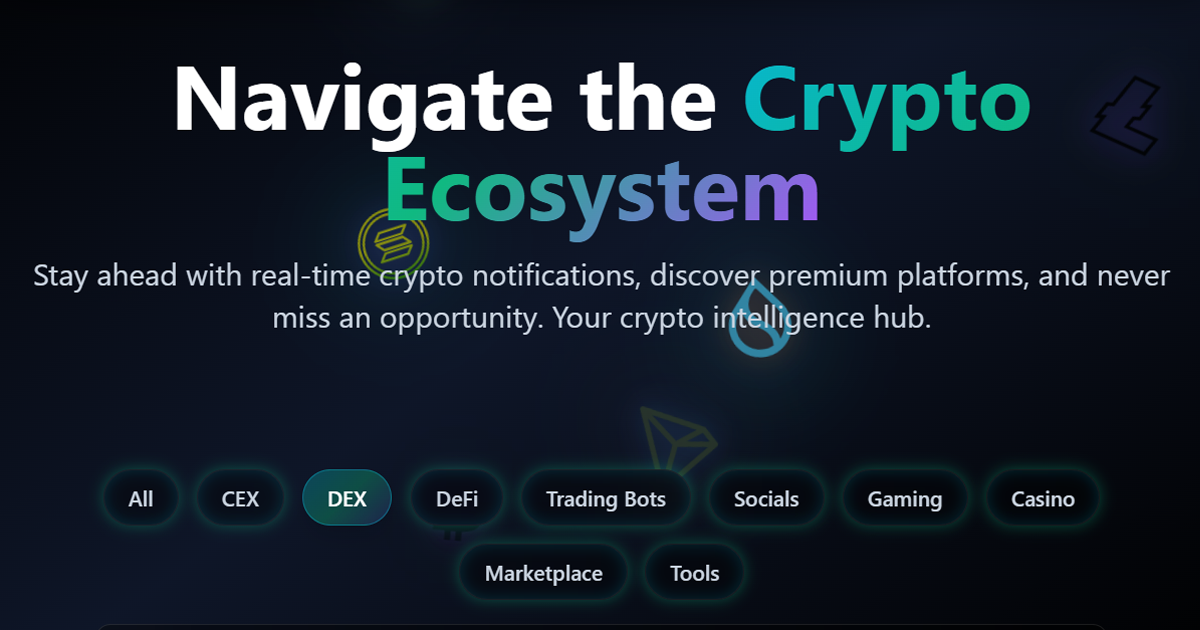 Navigate the Crypto
Ecosystem
Stay ahead with real-time crypto notifications, discover premium platforms, and never
miss an opportunity. Your crypto intelligence hub.
All CEX DEX DeFi Trading Bots Socials Gaming Casino
Marketplace Tools